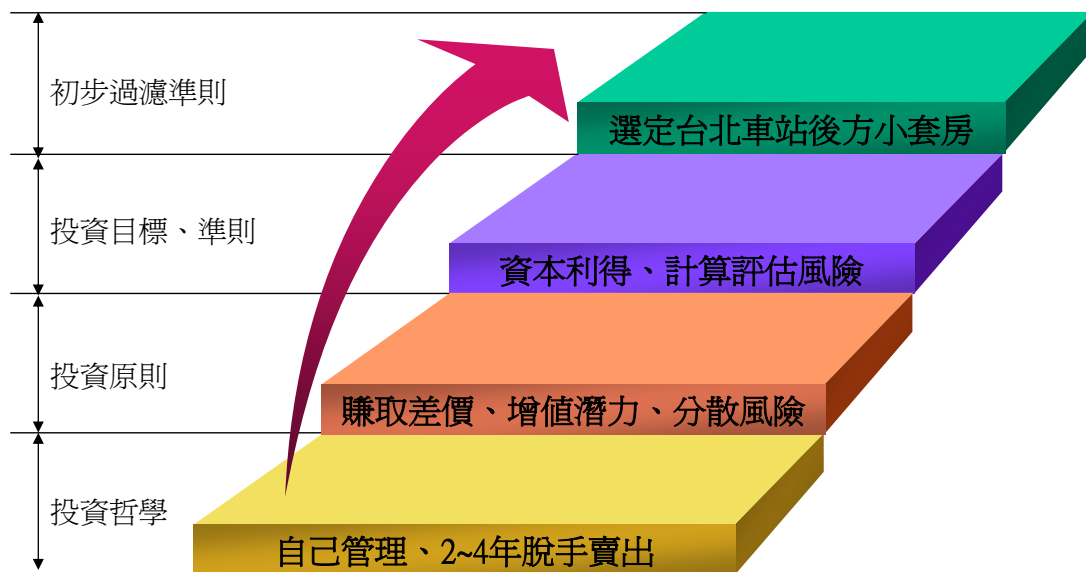 初步過濾準則
選定台北車站後方小套房
投資目標、準則
資本利得、計算評估風險
投資原則
賺取差價、增值潛力、分散風險
投資哲學
自己管理、2~4年脫手賣出